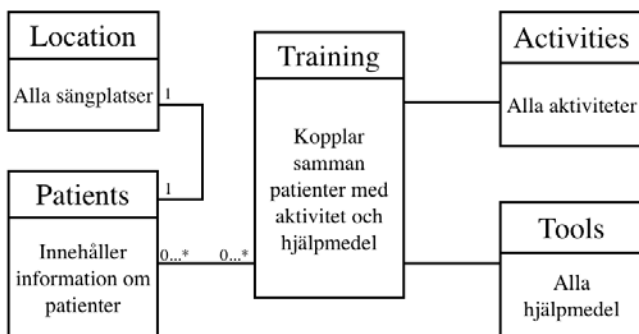 Location
Alla sängplatser
1
1
Patients
Innehåller
information om
patienter
0...*
0...*
Training
Kopplar
samman
patienter med
aktivitet och
hjälpmedel
Activities
Alla aktiviteter
Tools
Alla
hjälpmedel